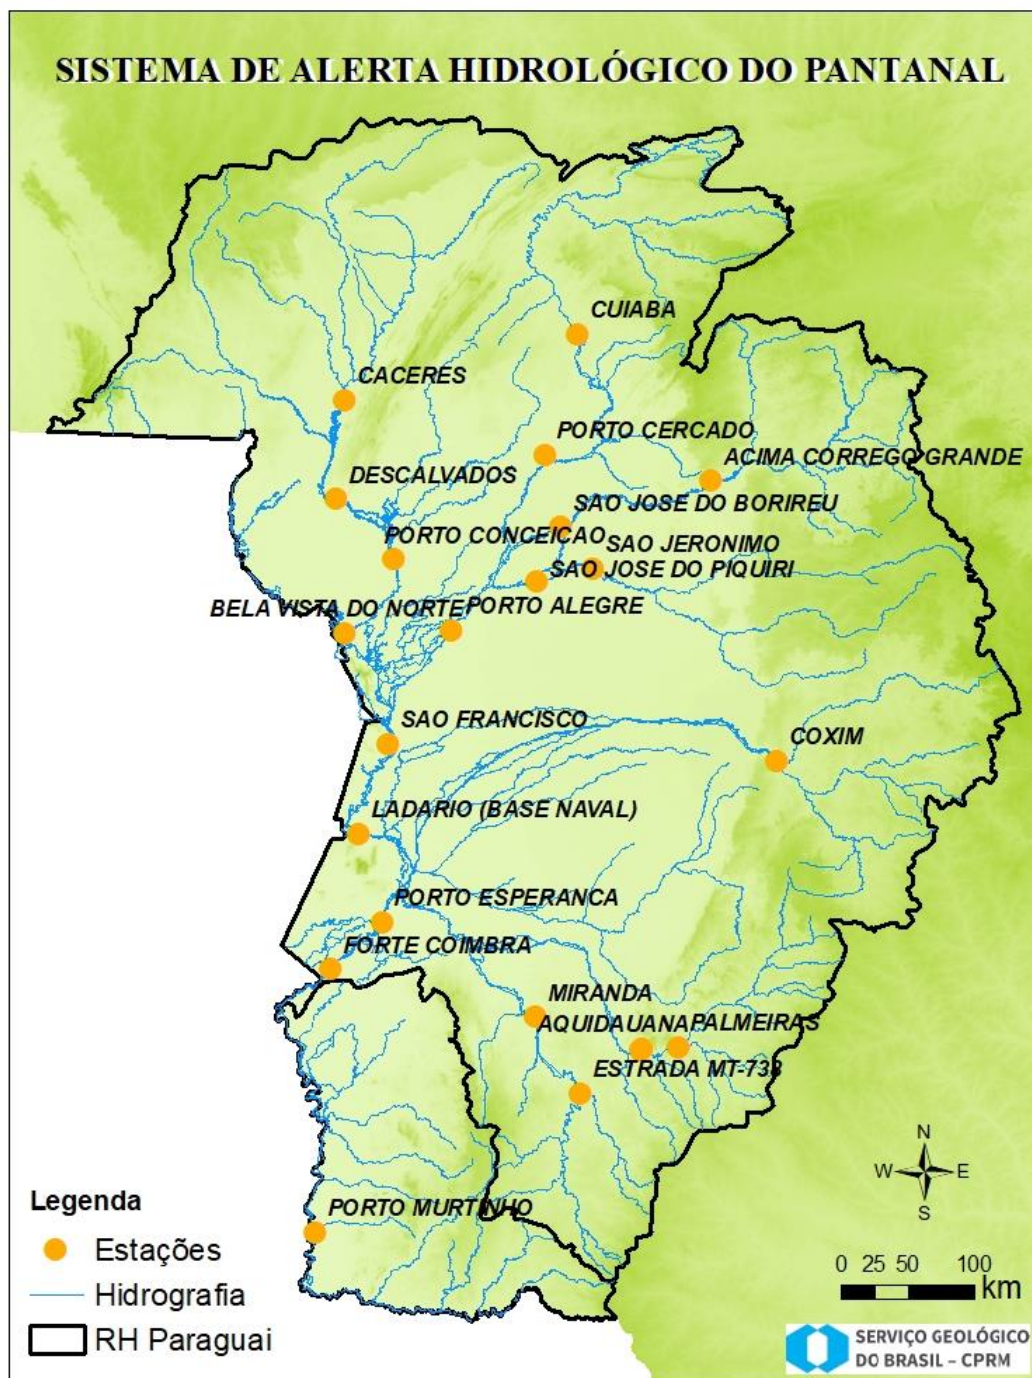 SISTEMA DE ALERTA HIDROLÓGICO DO PANTANAL
CUIABA
CACERES
PORTO CERCADO
ACIMA CORREGO GRANDE
DESCALVADOS
SAO JOSE DO BORIREU
PORTO CONCEICAO
SAO JERONIMO
SAO JOSE DO PIQUIRI
BELA VISTA DO NORTE
PORTO ALEGRE
SAO FRANCISCO
COXIM
LADARIO (BASE NAVAL)
PORTO ESPERANCA
FORTE COIMBRA
MIRANDA
AQUIDAUANA
PALMEIRAS
ESTRADA MT-738
PORTO MURTINHO
N
W
E
S
Legenda
Estações
Hidrografia
RH Paraguai
0 25 50 100
km
SERVIÇO GEOLÓGICO
DO BRASIL – CPRM